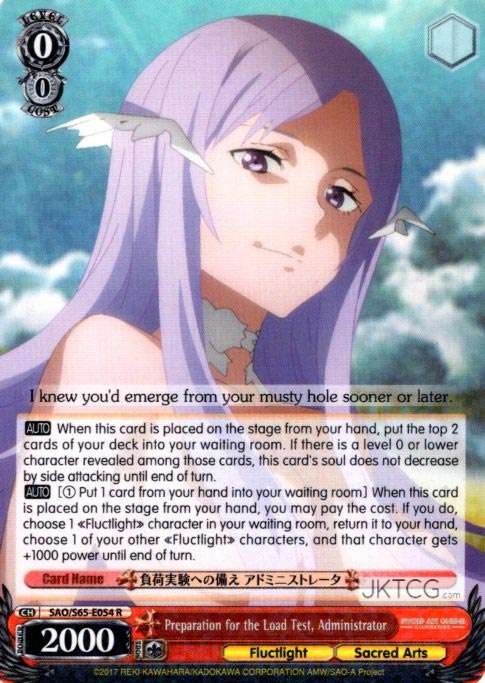 LEVEL
0
0
COST
I knew you'd emerge from your musty hole sooner or later.
AUTO When this card is placed on the stage from your hand, put the top 2
cards of your deck into your waiting room. If there is a level 0 or lower
character revealed among those cards, this card's soul does not decrease
by side attacking until end of turn.
AUTO [① Put 1 card from your hand into your waiting room] When this card
is placed on the stage from your hand, you may pay the cost. If you do,
choose 1 «Fluctlight» character in your waiting room, return it to your hand,
choose 1 of your other «Fluctlight» characters, and that character gets
+1000 power until end of turn.
Card Name 負荷実験への備え アドミニストレータ
JKTCG.com
CH SAO/S65-E054 R
POWER 2000 SOUL Preparation for the Load Test, Administrator SWORD ART ONLINE
Fluctlight Sacred Arts
©2017 REKI KAWAHARA/KADOKAWA CORPORATION AMW/SAO-A Project